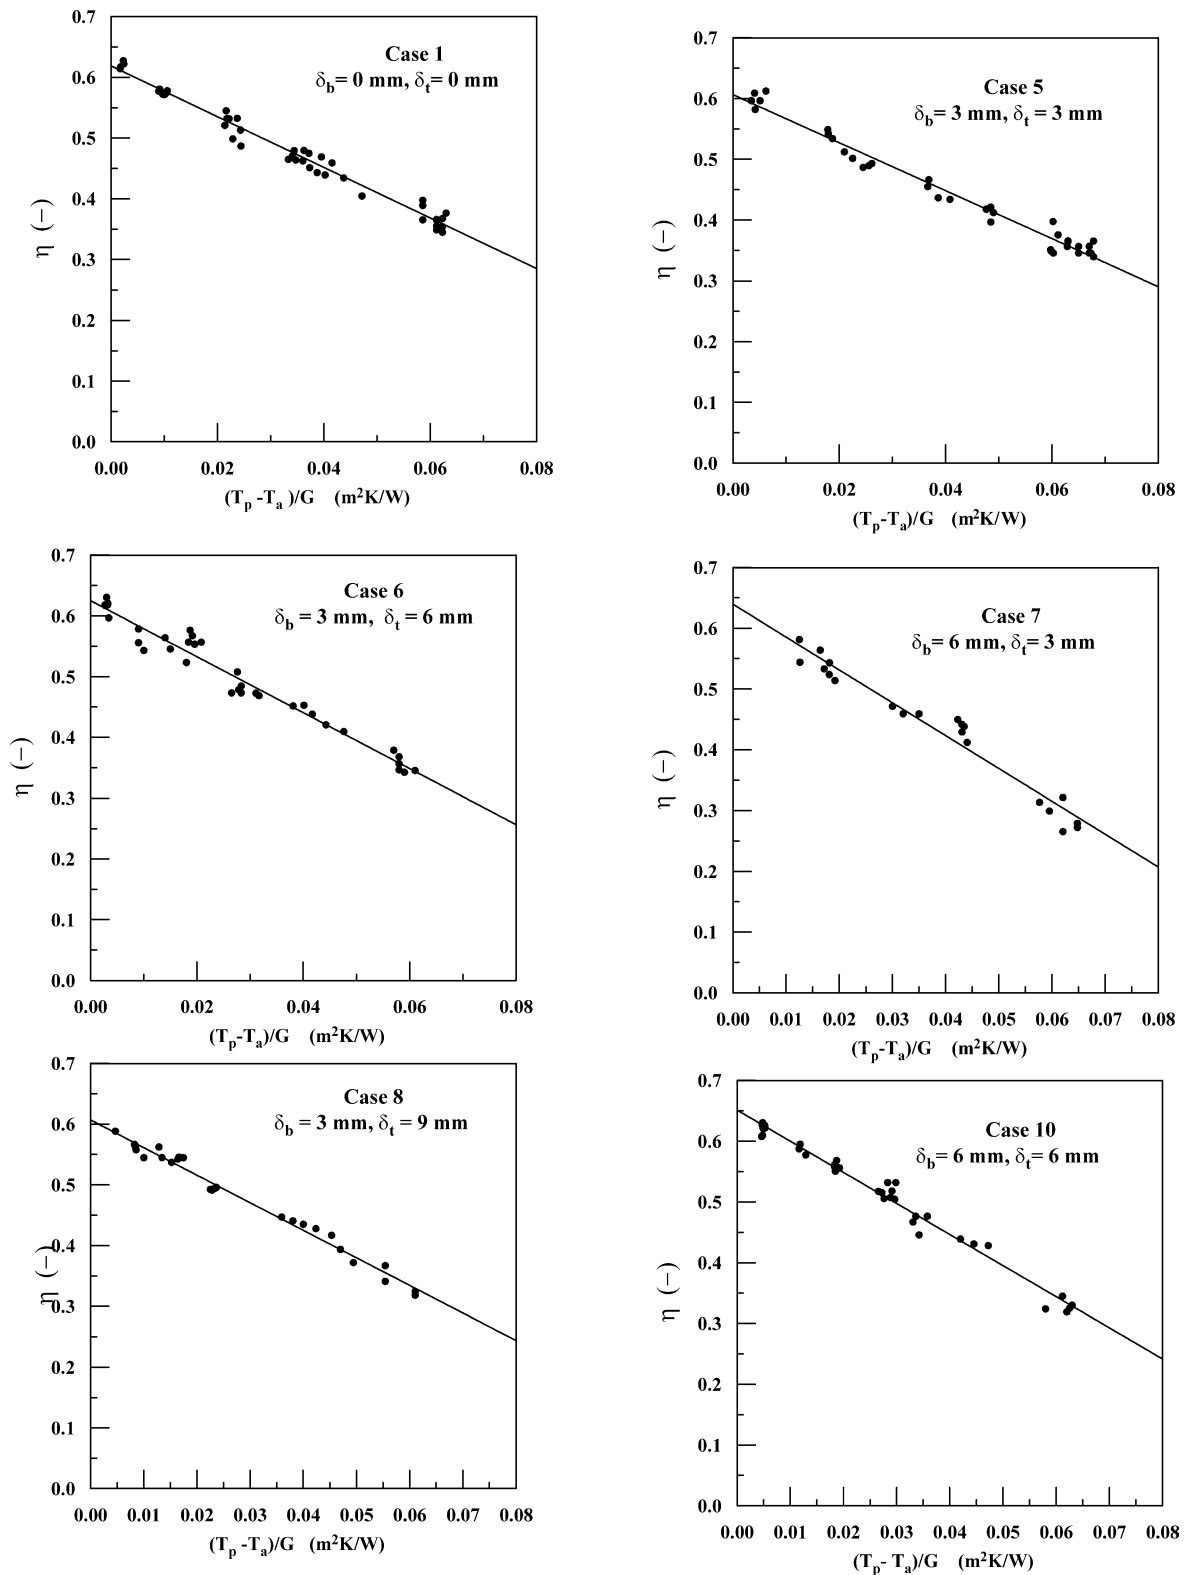 Case 1
δb= 0 mm, δt= 0 mm
η (−)
0.7
0.6
0.5
0.4
0.3
0.2
0.1
0.0
0.00 0.02 0.04 0.06 0.08
(Tp -Ta )/G (m²K/W)
Case 5
δb= 3 mm, δt = 3 mm
η (−)
0.7
0.6
0.5
0.4
0.3
0.2
0.1
0.0
0.00 0.02 0.04 0.06 0.08
(Tp-Ta)/G (m²K/W)
Case 6
δb = 3 mm, δt = 6 mm
η (−)
0.7
0.6
0.5
0.4
0.3
0.2
0.1
0.0
0.00 0.02 0.04 0.06 0.08
(Tp-Ta)/G (m²K/W)
Case 7
δb= 6 mm, δt= 3 mm
η (−)
0.7
0.6
0.5
0.4
0.3
0.2
0.1
0.0
0.00 0.01 0.02 0.03 0.04 0.05 0.06 0.07 0.08
(Tp-Ta)/G (m²K/W)
Case 8
δb = 3 mm, δt = 9 mm
η (−)
0.7
0.6
0.5
0.4
0.3
0.2
0.1
0.0
0.00 0.01 0.02 0.03 0.04 0.05 0.06 0.07 0.08
(Tp -Ta)/G (m²K/W)
Case 10
δb= 6 mm, δt= 6 mm
η (−)
0.7
0.6
0.5
0.4
0.3
0.2
0.1
0.0
0.00 0.01 0.02 0.03 0.04 0.05 0.06 0.07 0.08
(Tp- Ta)/G (m²K/W)